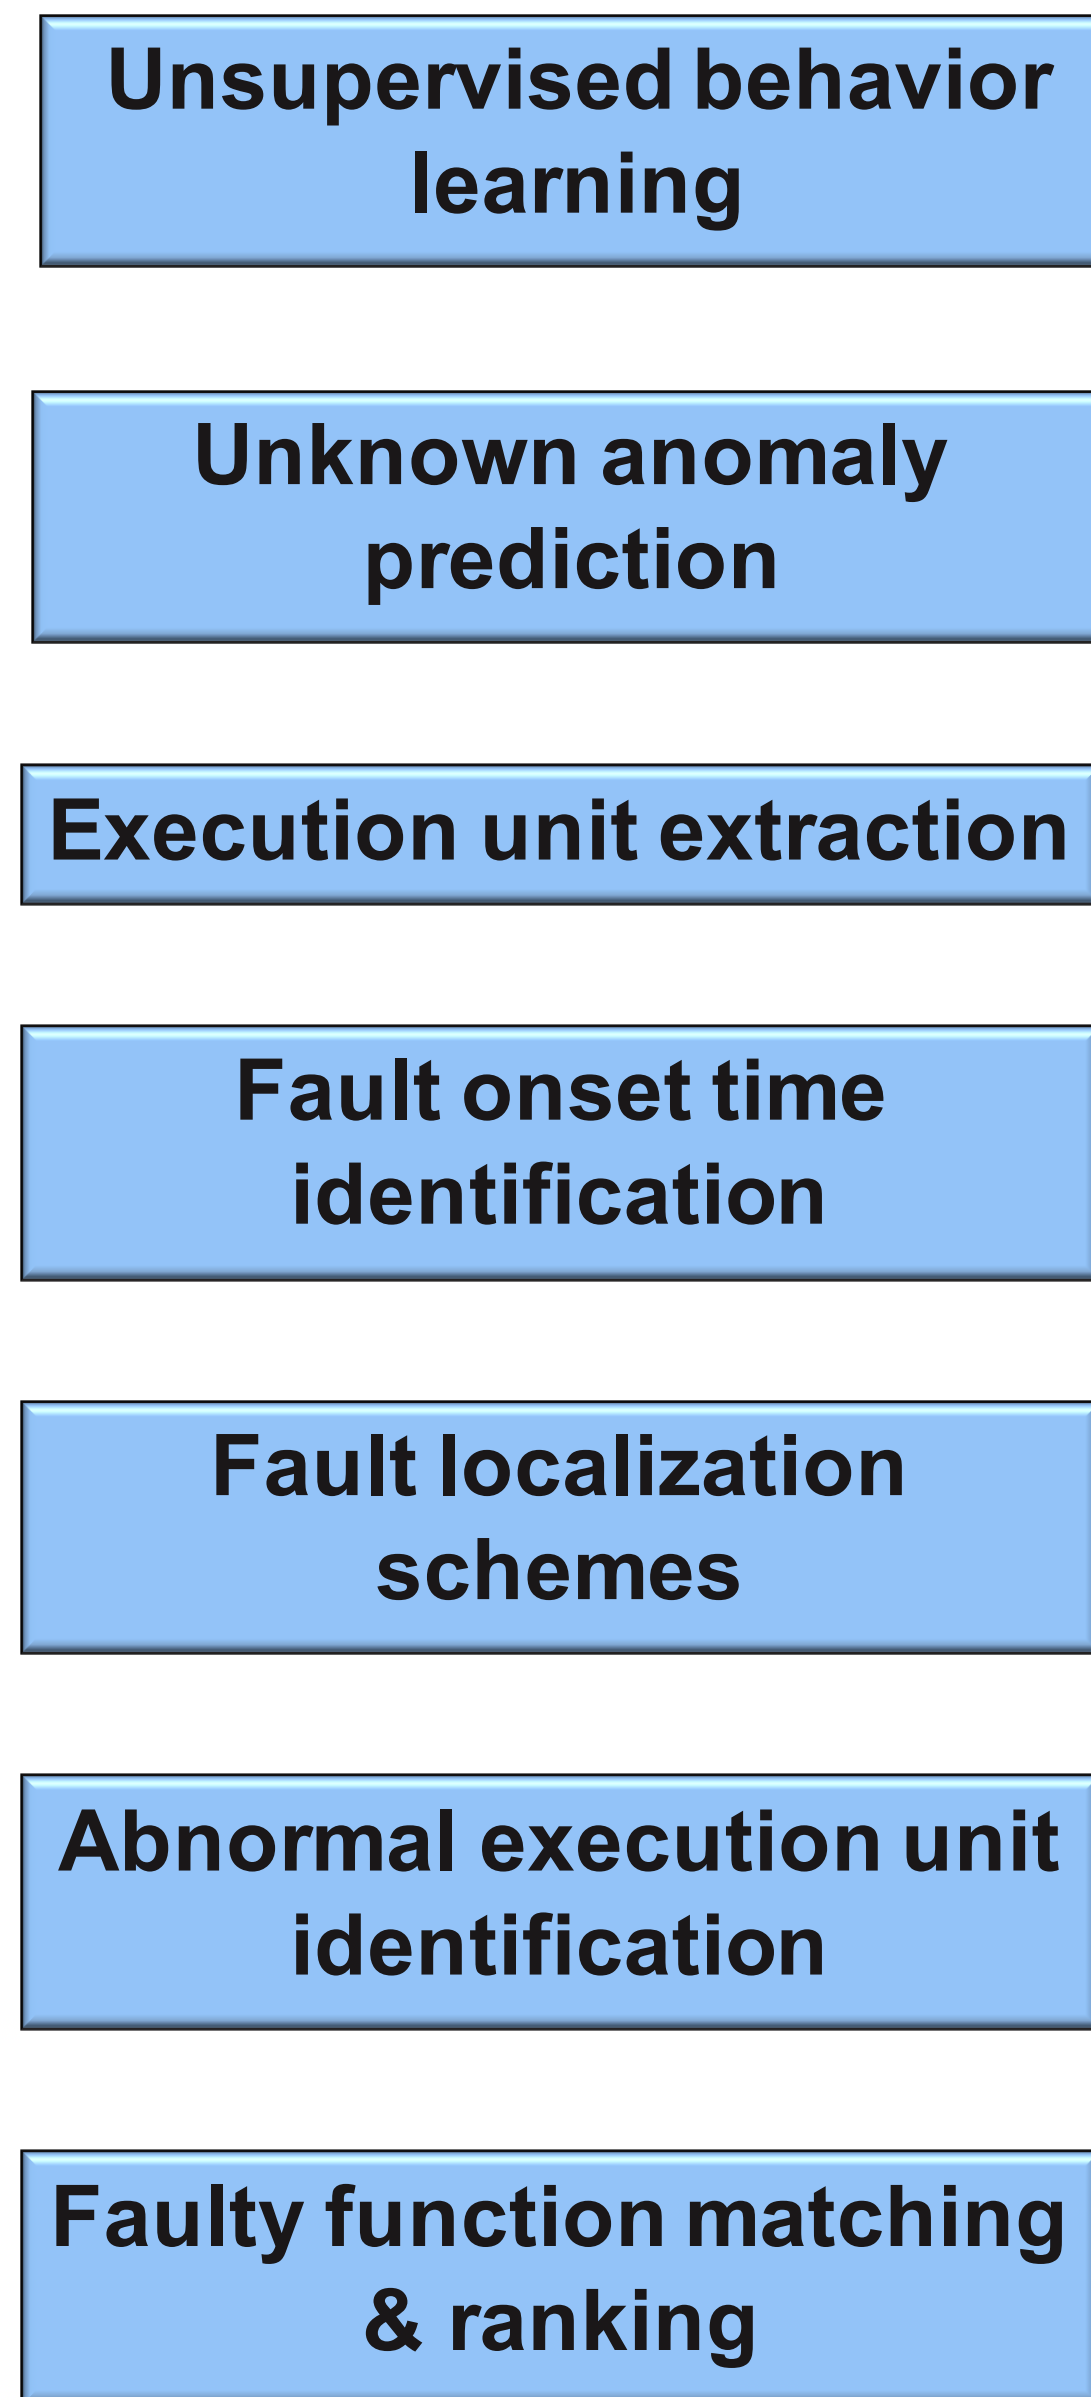 Unsupervised behavior
learning
Unknown anomaly
prediction
Execution unit extraction
Fault onset time
identification
Fault localization
schemes
Abnormal execution unit
identification
Faulty function matching
& ranking